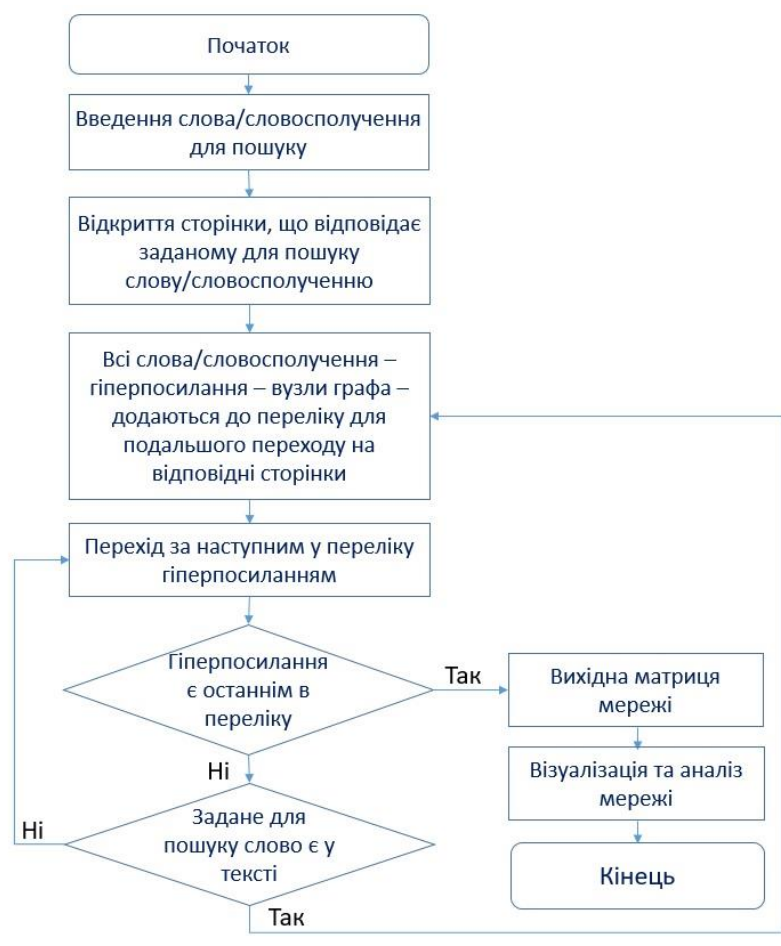 Початок
Введення слова/словосполучення
для пошуку
Відкриття сторінки, що відповідає
заданому для пошуку
слову/словосполученню
Всі слова/словосполучення –
гіперпосилання – вузли графа –
додаються до переліку для
подальшого переходу на
відповідні сторінки
Перехід за наступним у переліку
гіперпосиланням
Гіперпосилання
є останнім в
переліку
Так
Вихідна матриця
мережі
Візуалізація та аналіз
мережі
Кінець
Ні
Задане для
пошуку слово є у
тексті
Ні
Так